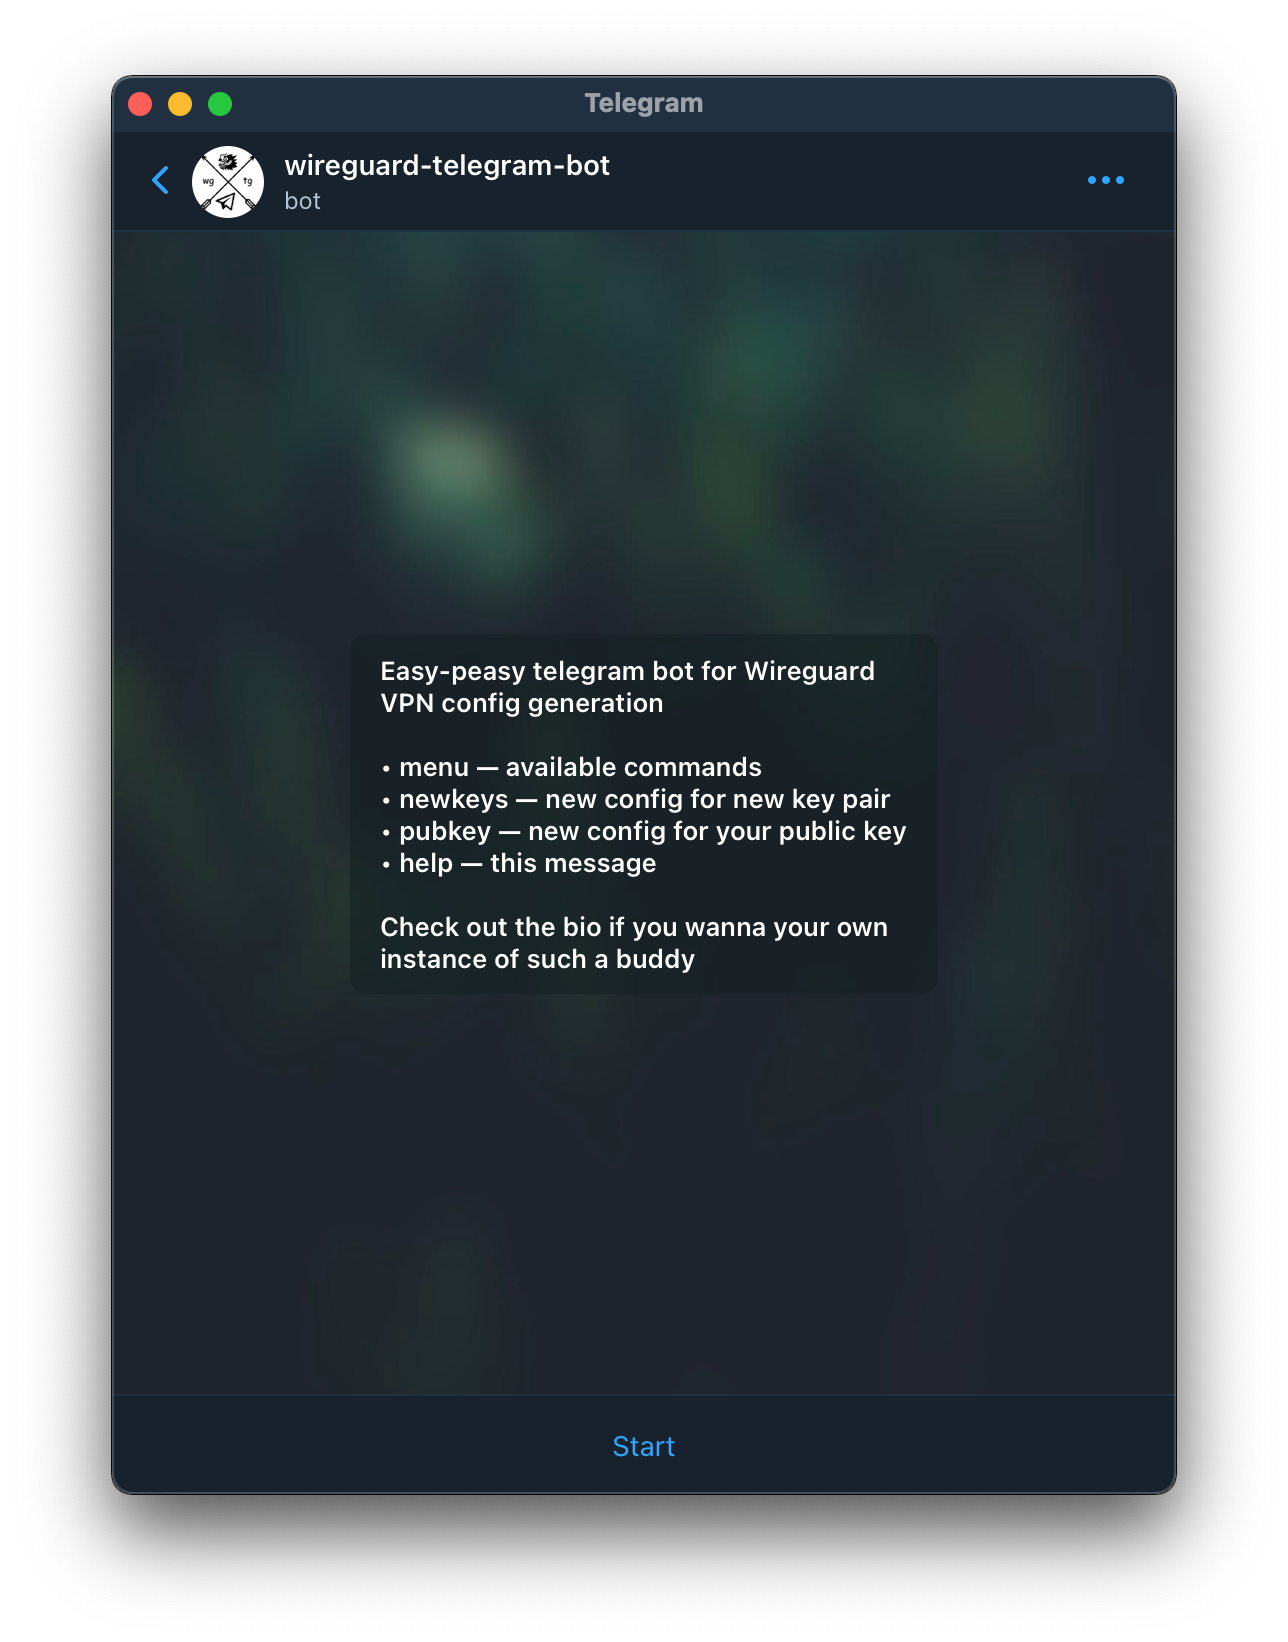 Telegram
wireguard-telegram-bot
wg tg
bot
Easy-peasy telegram bot for Wireguard
VPN config generation
• menu — available commands
• newkeys — new config for new key pair
• pubkey — new config for your public key
• help — this message
Check out the bio if you wanna your own
instance of such a buddy
Start